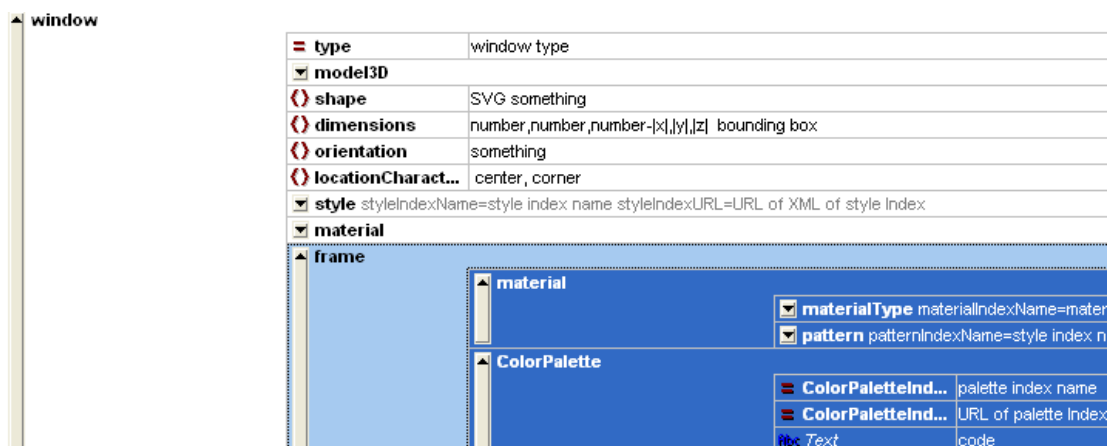 window
= type window type
model3D
shape SVG something
dimensions number,number,number-|x|,|y|,|z| bounding box
orientation something
locationCharact... center, corner
style styleIndexName=style index name styleIndexURL=URL of XML of style Index
material
frame
material
materialType materialIndexName=mater
pattern patternIndexName=style index n
ColorPalette
= ColorPaletteInd... palette index name
= ColorPaletteInd... URL of palette Index
Abc Text code